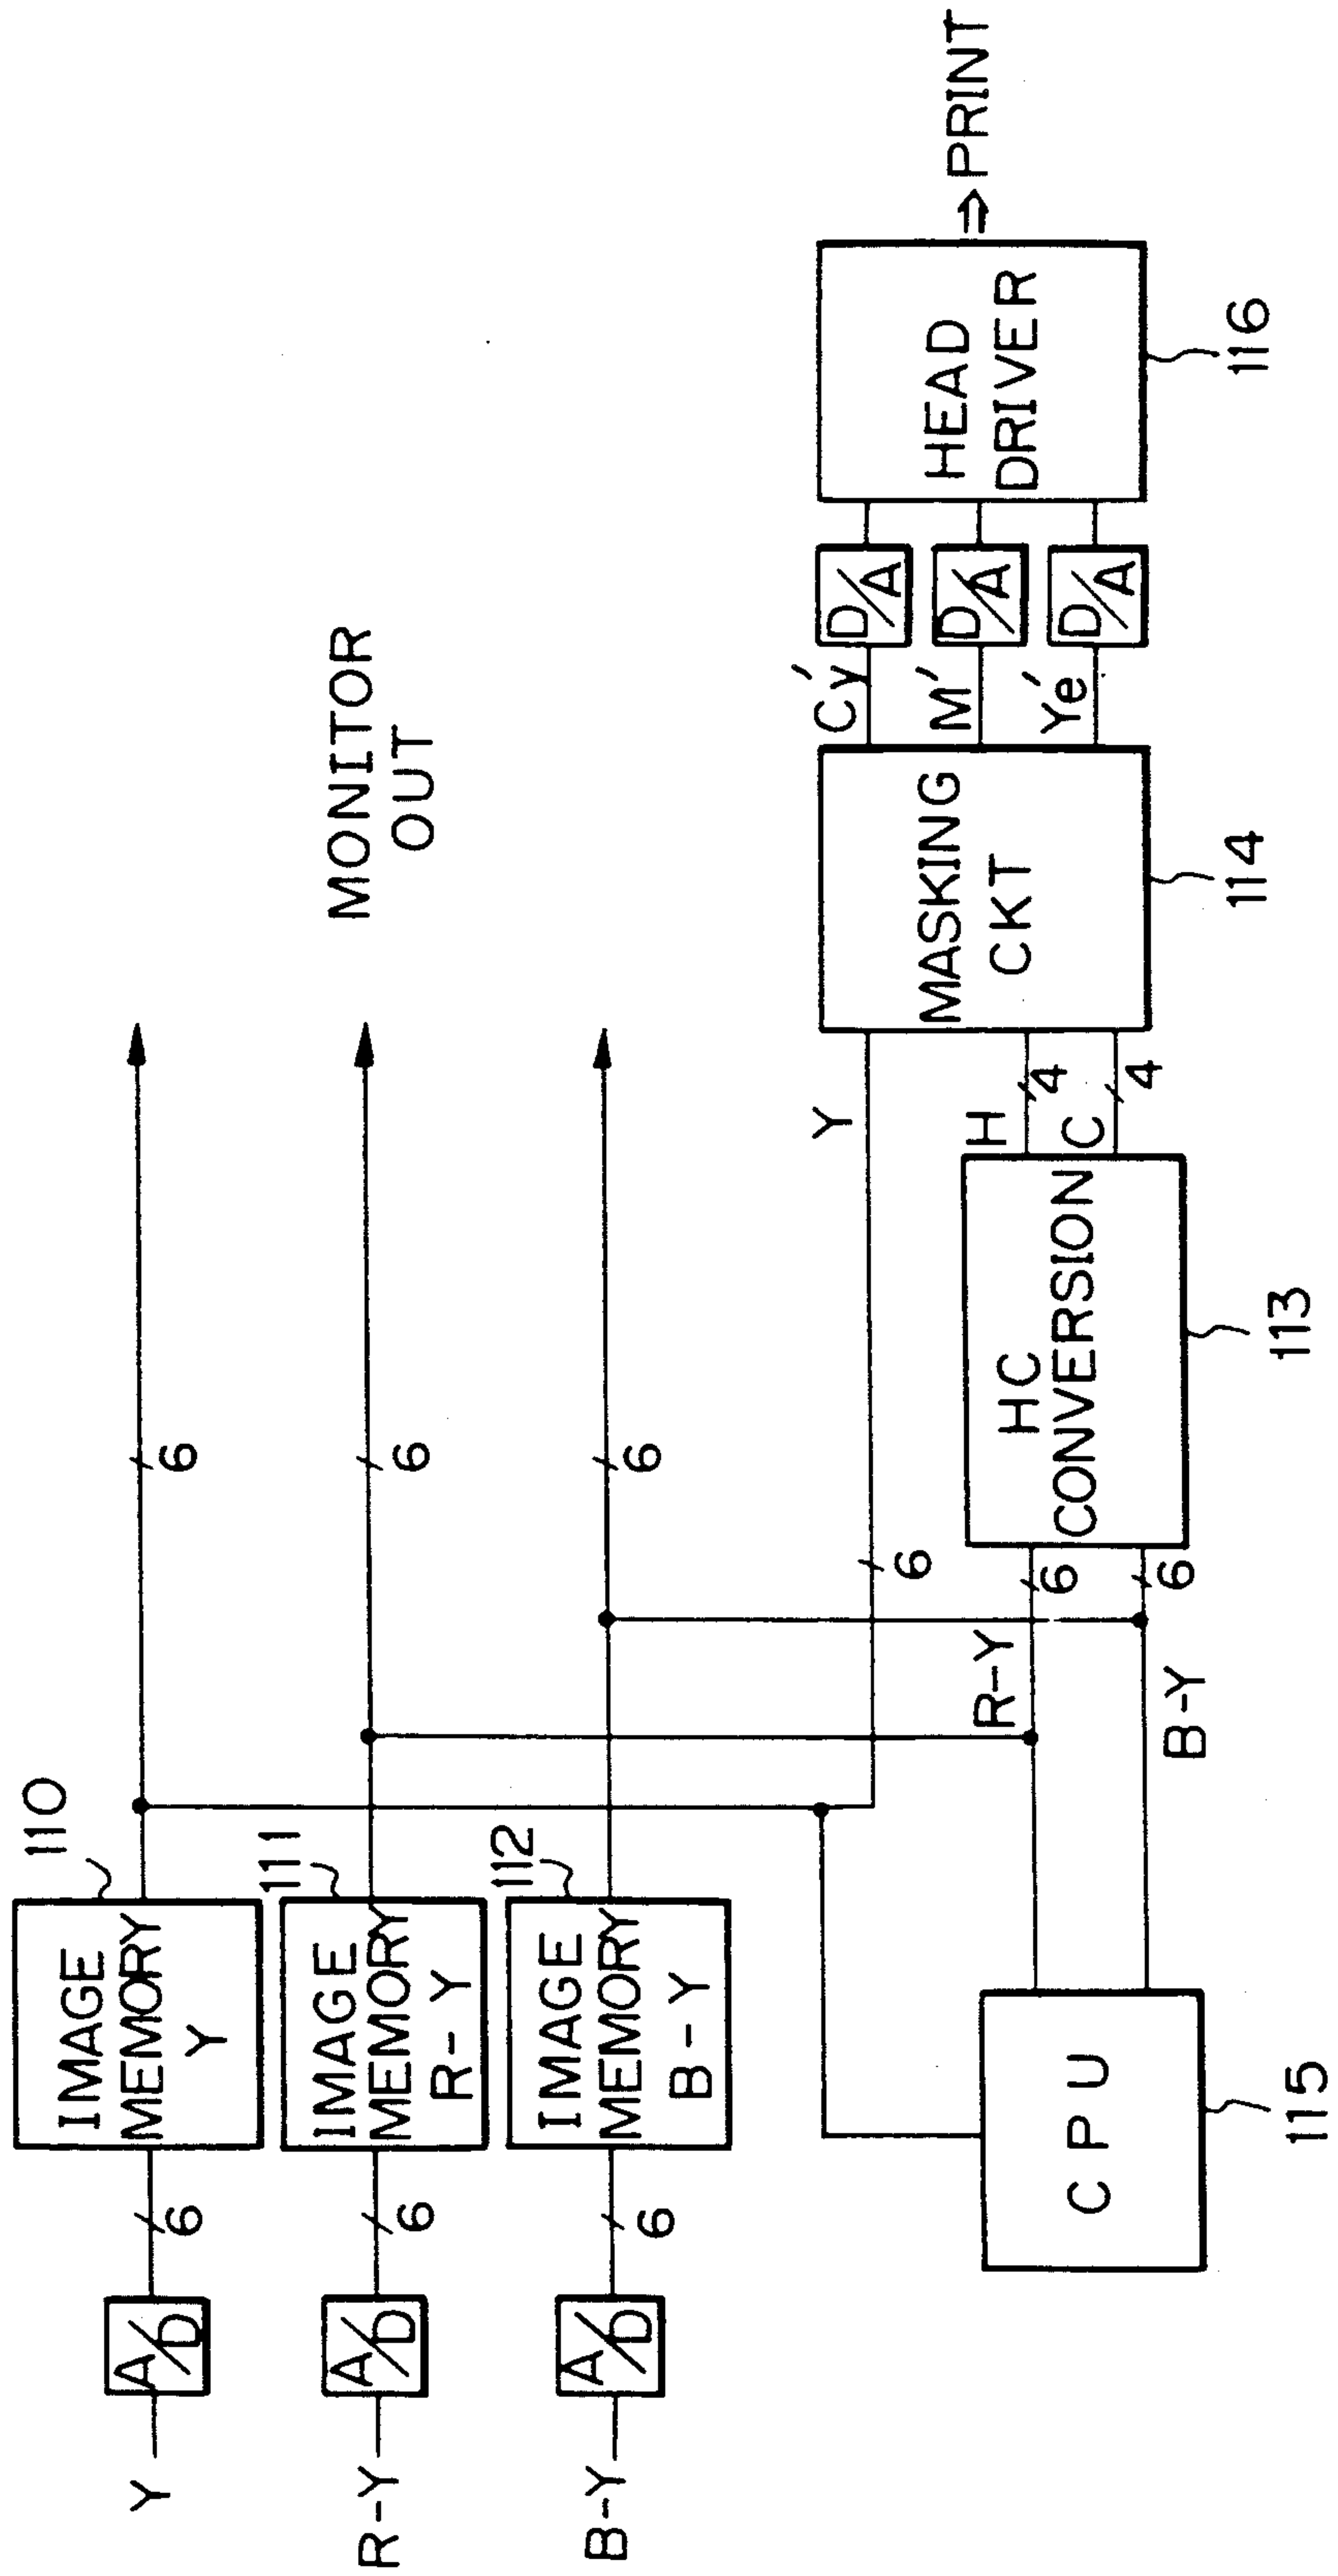 Y
A/D
6
IMAGE
MEMORY
Y
110
6
R-Y
A/D
6
IMAGE
MEMORY
R-Y
111
6
B-Y
A/D
6
IMAGE
MEMORY
B-Y
112
6
MONITOR
OUT
CPU
115
6
Y
R-Y
6
B-Y
6
HC
CONVERSION
113
H
4
C
4
MASKING
CKT
114
Cy'
M'
Ye'
D/A
D/A
D/A
HEAD
DRIVER
116
⇒ PRINT